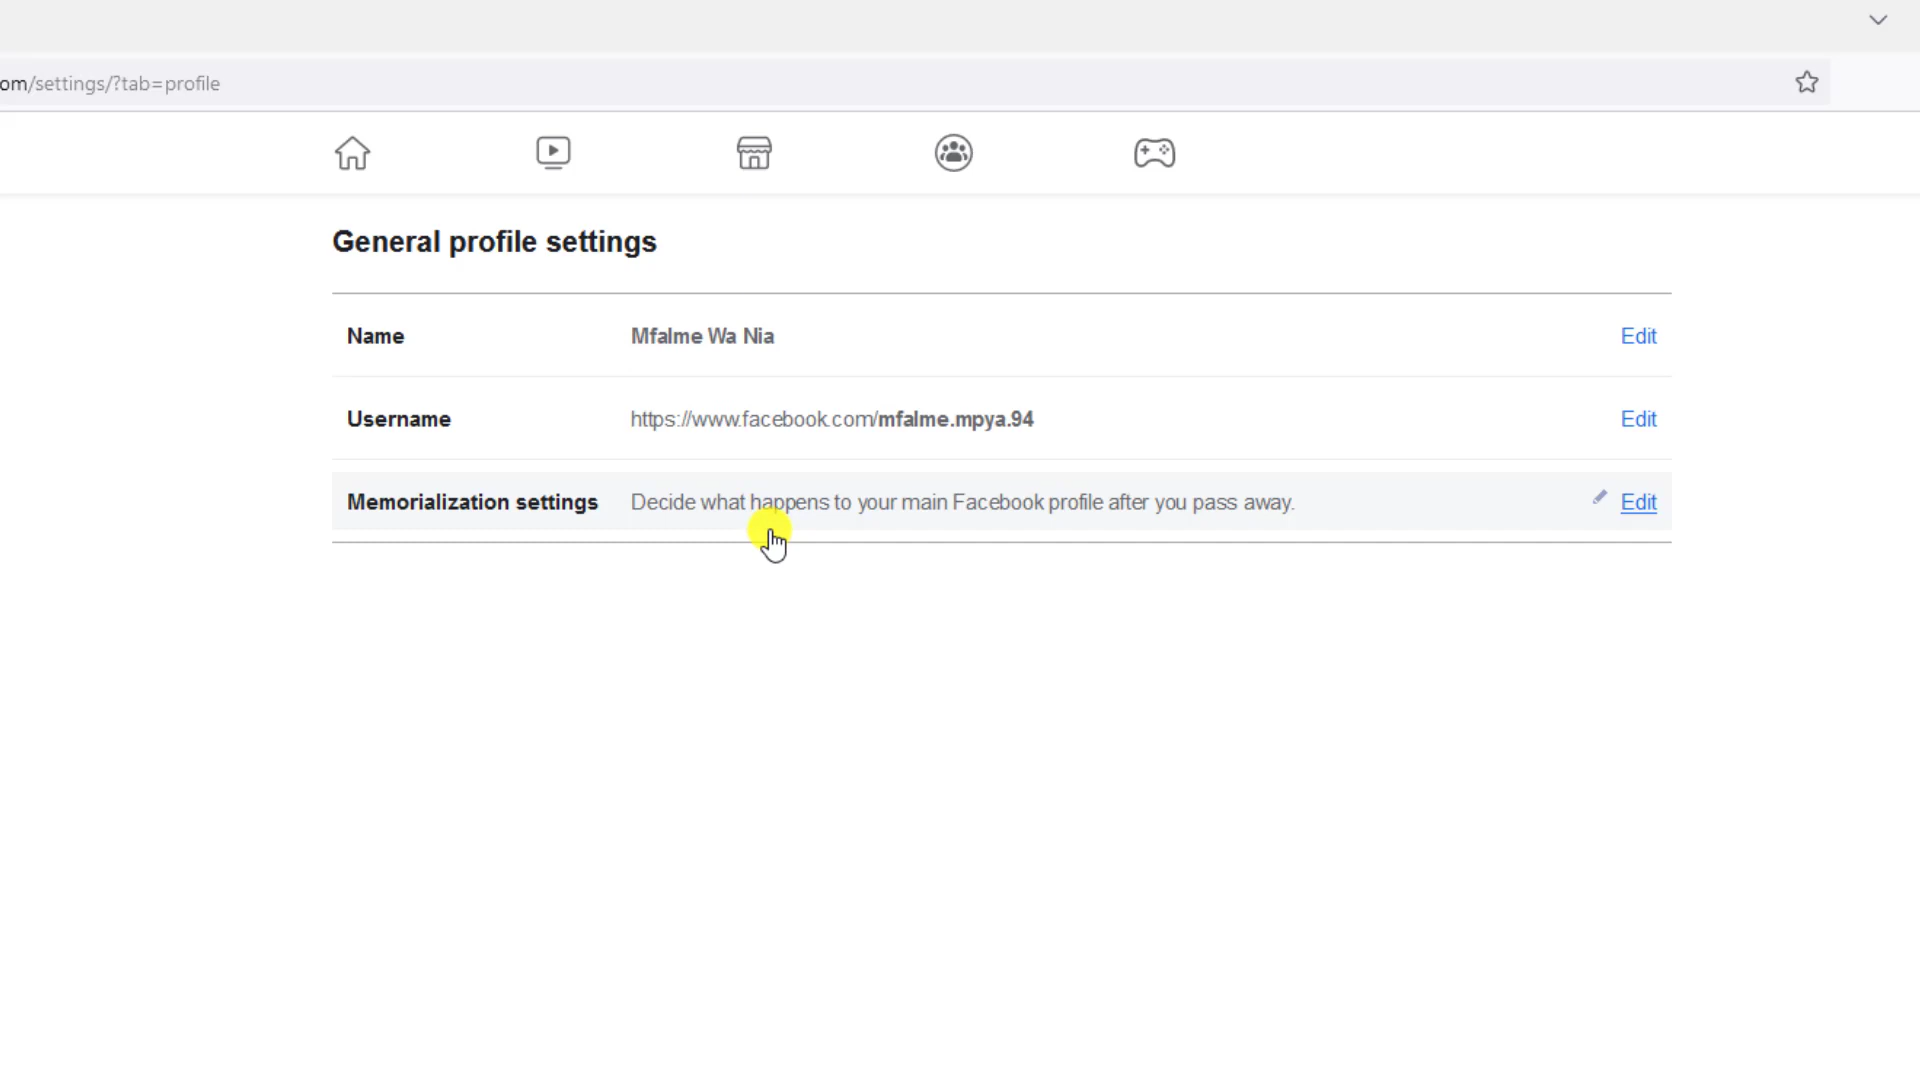 om/settings/?tab=profile
General profile settings
Name Mfalme Wa Nia Edit
Username https://www.facebook.com/mfalme.mpya.94 Edit
Memorialization settings Decide what happens to your main Facebook profile after you pass away. Edit